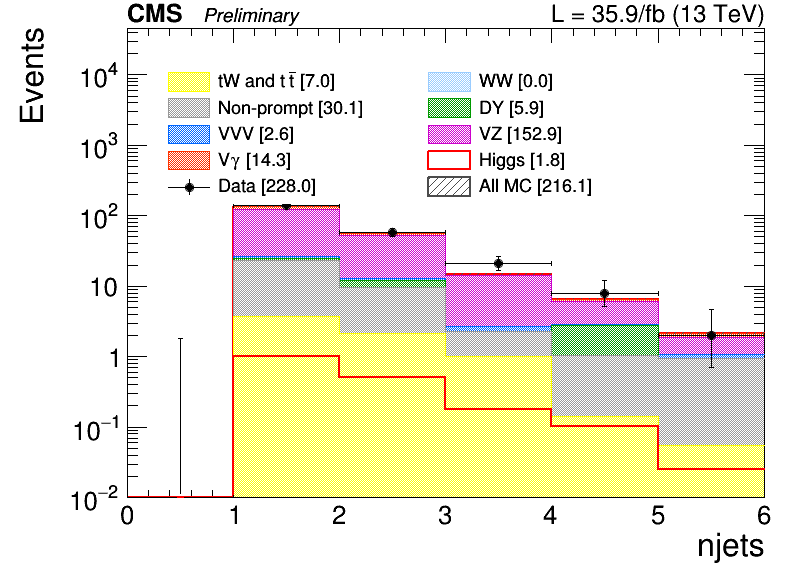 CMS Preliminary L = 35.9/fb (13 TeV)
Events
10⁴
10³
10²
10
1
10⁻¹
10⁻²
tW and t t̄ [7.0]
WW [0.0]
Non-prompt [30.1]
DY [5.9]
VVV [2.6]
VZ [152.9]
Vγ [14.3]
Higgs [1.8]
Data [228.0]
All MC [216.1]
0 1 2 3 4 5 6
njets